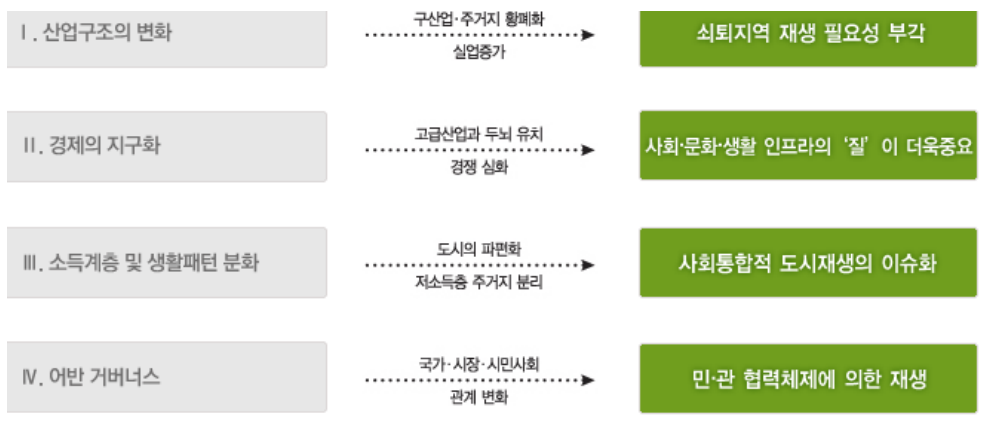 Ⅰ. 산업구조의 변화
구산업·주거지 황폐화
실업증가
쇠퇴지역 재생 필요성 부각
Ⅱ. 경제의 지구화
고급산업과 두뇌 유치
경쟁 심화
사회·문화·생활 인프라의 ‘질’ 이 더욱중요
Ⅲ. 소득계층 및 생활패턴 분화
도시의 파편화
저소득층 주거지 분리
사회통합적 도시재생의 이슈화
Ⅳ. 어반 거버너스
국가·시장·시민사회
관계 변화
민·관 협력체제에 의한 재생